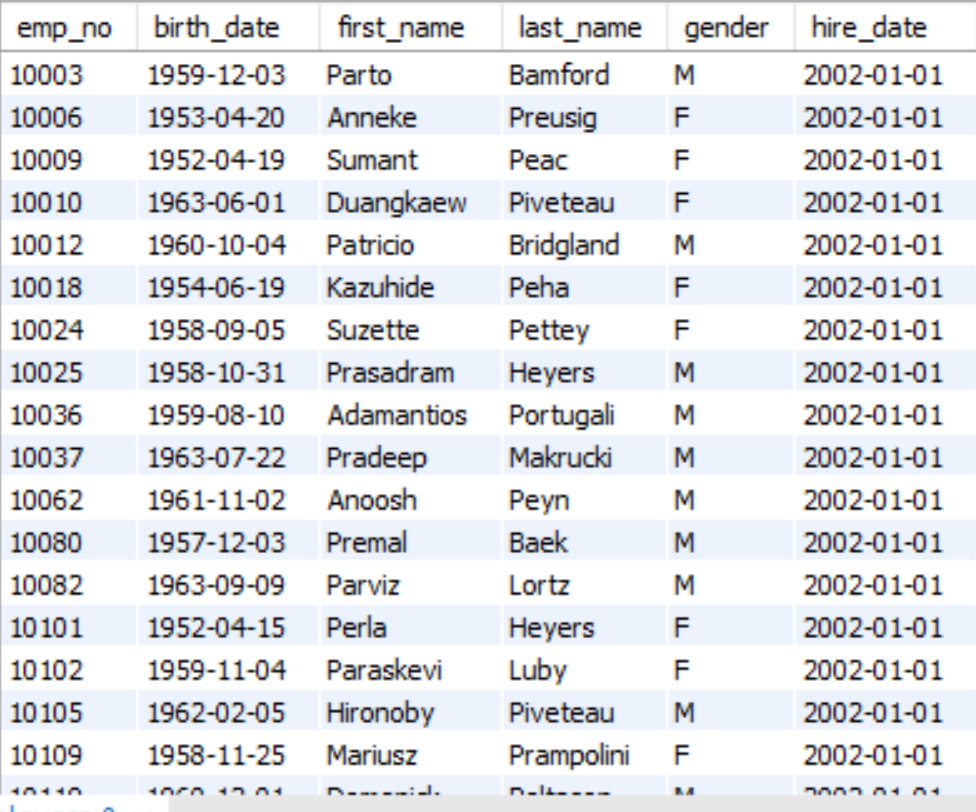 emp_no birth_date first_name last_name gender hire_date
10003 1959-12-03 Parto Bamford M 2002-01-01
10006 1953-04-20 Anneke Preusig F 2002-01-01
10009 1952-04-19 Sumant Peac F 2002-01-01
10010 1963-06-01 Duangkaew Piveteau F 2002-01-01
10012 1960-10-04 Patricio Bridgland M 2002-01-01
10018 1954-06-19 Kazuhide Peha F 2002-01-01
10024 1958-09-05 Suzette Pettey F 2002-01-01
10025 1958-10-31 Prasadram Heyers M 2002-01-01
10036 1959-08-10 Adamantios Portugali M 2002-01-01
10037 1963-07-22 Pradeep Makrucki M 2002-01-01
10062 1961-11-02 Anoosh Peyn M 2002-01-01
10080 1957-12-03 Premal Baek M 2002-01-01
10082 1963-09-09 Parviz Lortz M 2002-01-01
10101 1952-04-15 Perla Heyers F 2002-01-01
10102 1959-11-04 Paraskevi Luby F 2002-01-01
10105 1962-02-05 Hironoby Piveteau M 2002-01-01
10109 1958-11-25 Mariusz Prampolini F 2002-01-01